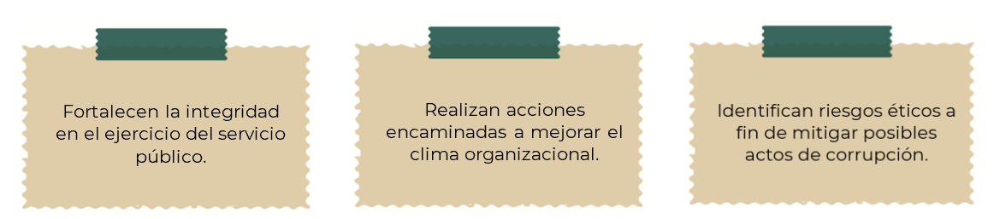 Fortalecen la integridad
en el ejercicio del servicio
público.
Realizan acciones
encaminadas a mejorar el
clima organizacional.
Identifican riesgos éticos a
fin de mitigar posibles
actos de corrupción.